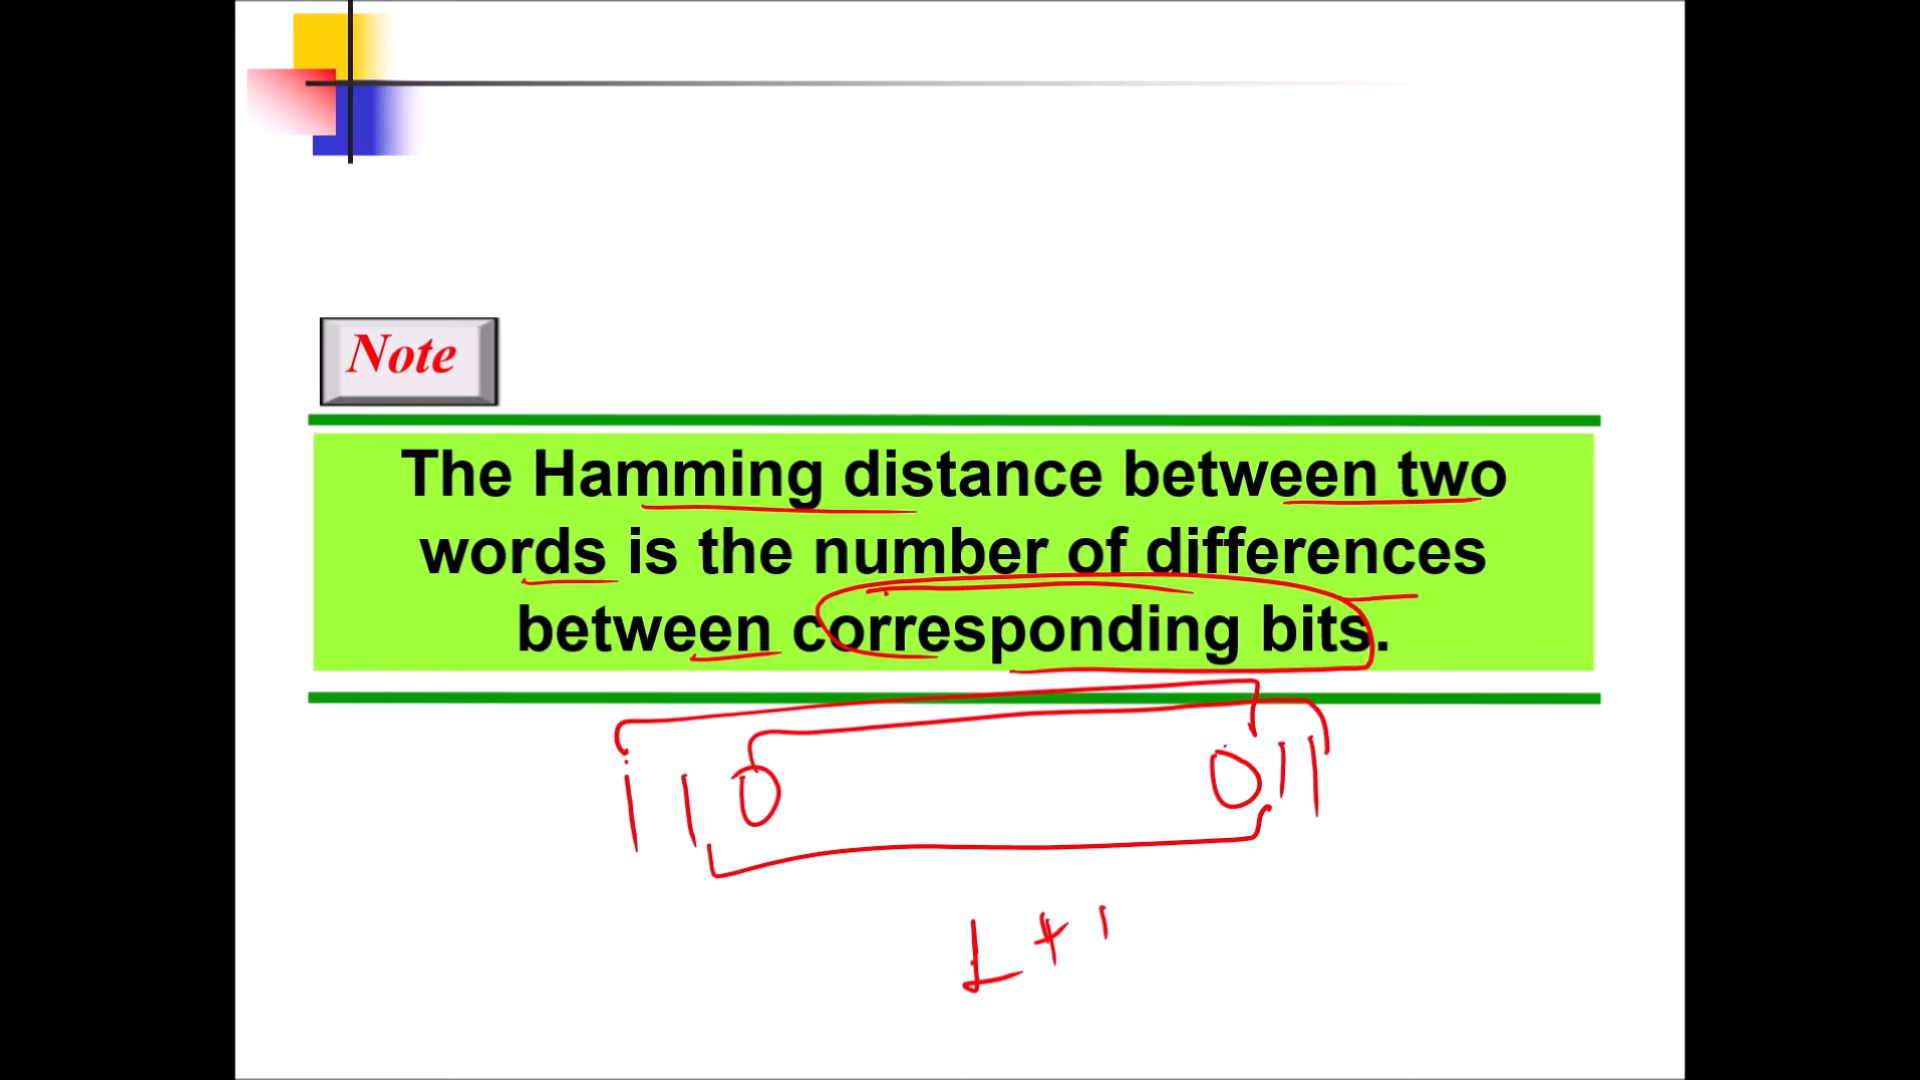 Note
The Hamming distance between two
words is the number of differences
between corresponding bits.
110 011
1+1